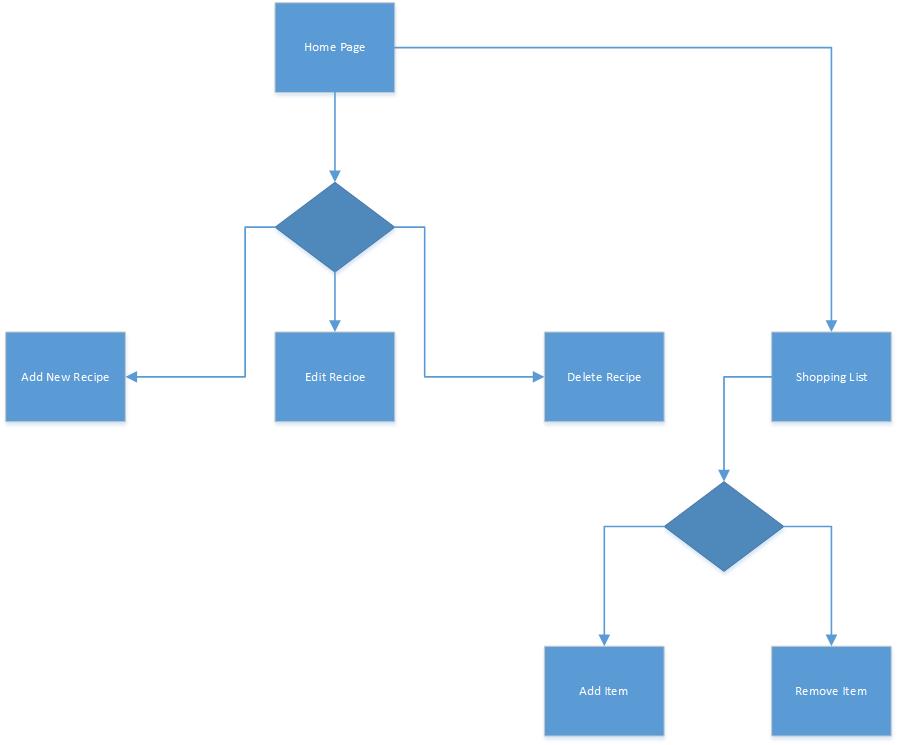 Home Page
Add New Recipe
Edit Recioe
Delete Recipe
Shopping List
Add Item
Remove Item